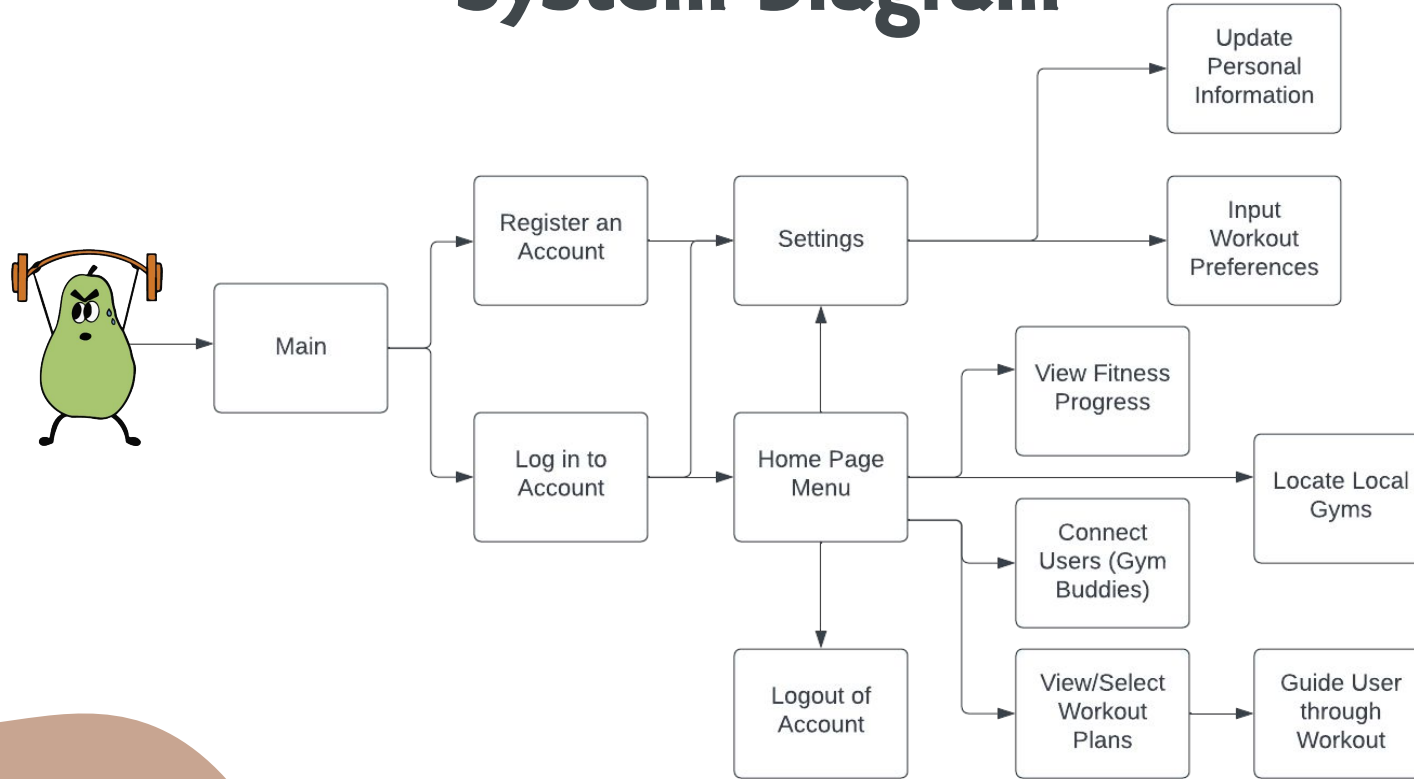 System Diagram
Update
Personal
Information
Register an
Account
Settings
Input
Workout
Preferences
Main
View Fitness
Progress
Log in to
Account
Home Page
Menu
Locate Local
Gyms
Connect
Users (Gym
Buddies)
Logout of
Account
View/Select
Workout
Plans
Guide User
through
Workout